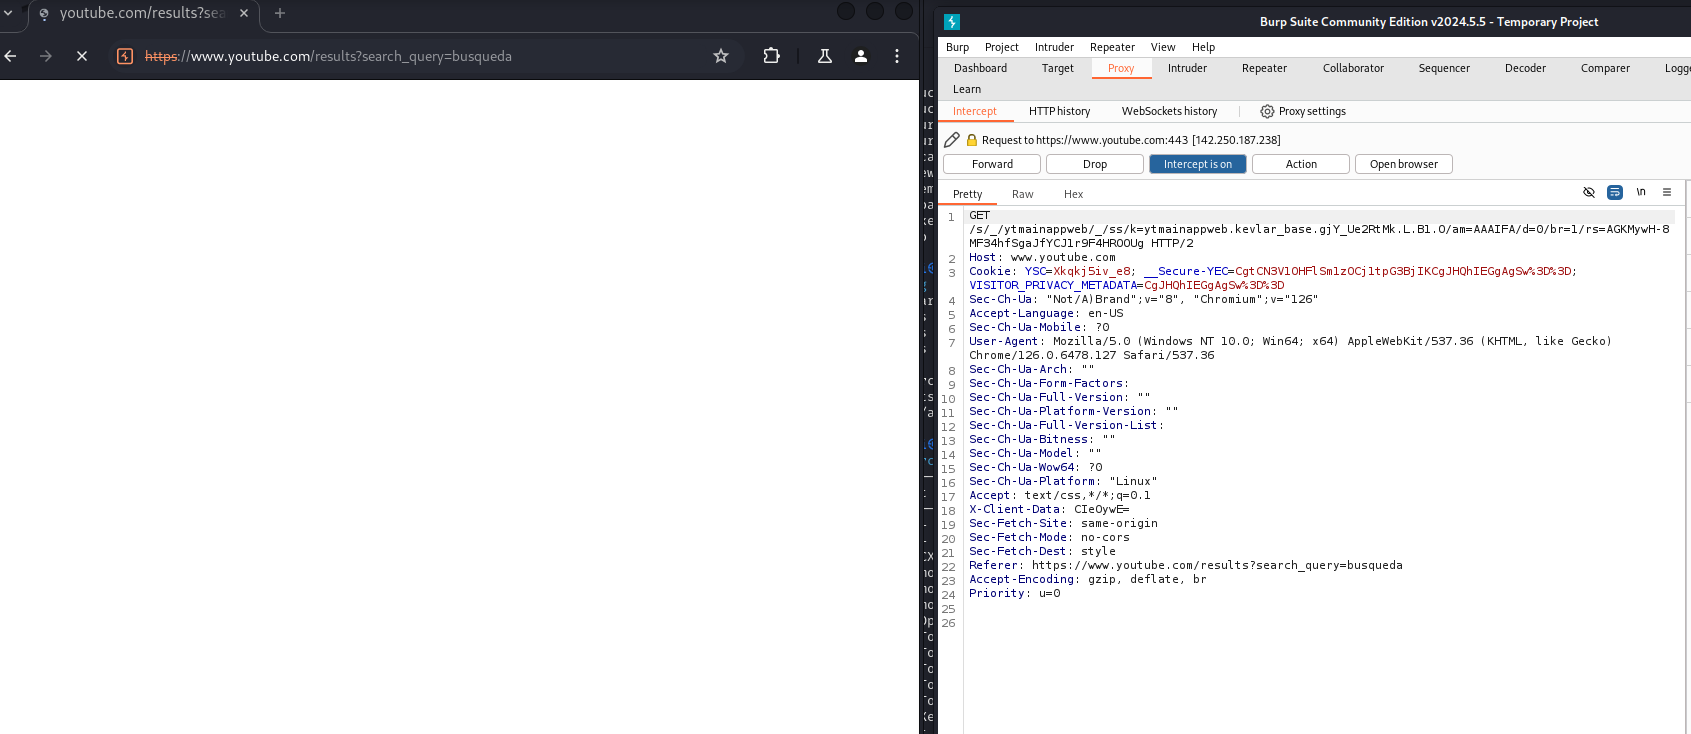 youtube.com/results?sea
https://www.youtube.com/results?search_query=busqueda
Burp Suite Community Edition v2024.5.5 - Temporary Project
Burp Project Intruder Repeater View Help
Dashboard Target Proxy Intruder Repeater Collaborator Sequencer Decoder Comparer Logge
Learn
Intercept HTTP history WebSockets history Proxy settings
Request to https://www.youtube.com:443 [142.250.187.238]
Forward Drop Intercept is on Action Open browser
Pretty Raw Hex \n
1 GET
/s/_/ytmainappweb/_/ss/k=ytmainappweb.kevlar_base.gjY_Ue2RtMk.L.B1.O/am=AAAIFA/d=0/br=1/rs=AGKMywH-8
MF34hfSgaJfYCJ1r9F4HROOUg HTTP/2
2 Host: www.youtube.com
3 Cookie: YSC=Xkqkj5iv_e8; __Secure-YEC=CgtCN3V1OHFlSm1zOCj1tpG3BjIKCgJHQhIEGgAgSw%3D%3D;
VISITOR_PRIVACY_METADATA=CgJHQhIEGgAgSw%3D%3D
4 Sec-Ch-Ua: "Not/A)Brand";v="8", "Chromium";v="126"
5 Accept-Language: en-US
6 Sec-Ch-Ua-Mobile: ?0
7 User-Agent: Mozilla/5.0 (Windows NT 10.0; Win64; x64) AppleWebKit/537.36 (KHTML, like Gecko)
Chrome/126.0.6478.127 Safari/537.36
8 Sec-Ch-Ua-Arch: ""
9 Sec-Ch-Ua-Form-Factors:
10 Sec-Ch-Ua-Full-Version: ""
11 Sec-Ch-Ua-Platform-Version: ""
12 Sec-Ch-Ua-Full-Version-List:
13 Sec-Ch-Ua-Bitness: ""
14 Sec-Ch-Ua-Model: ""
15 Sec-Ch-Ua-Wow64: ?0
16 Sec-Ch-Ua-Platform: "Linux"
17 Accept: text/css,*/*;q=0.1
18 X-Client-Data: CIeOywE=
19 Sec-Fetch-Site: same-origin
20 Sec-Fetch-Mode: no-cors
21 Sec-Fetch-Dest: style
22 Referer: https://www.youtube.com/results?search_query=busqueda
23 Accept-Encoding: gzip, deflate, br
24 Priority: u=0
25
26